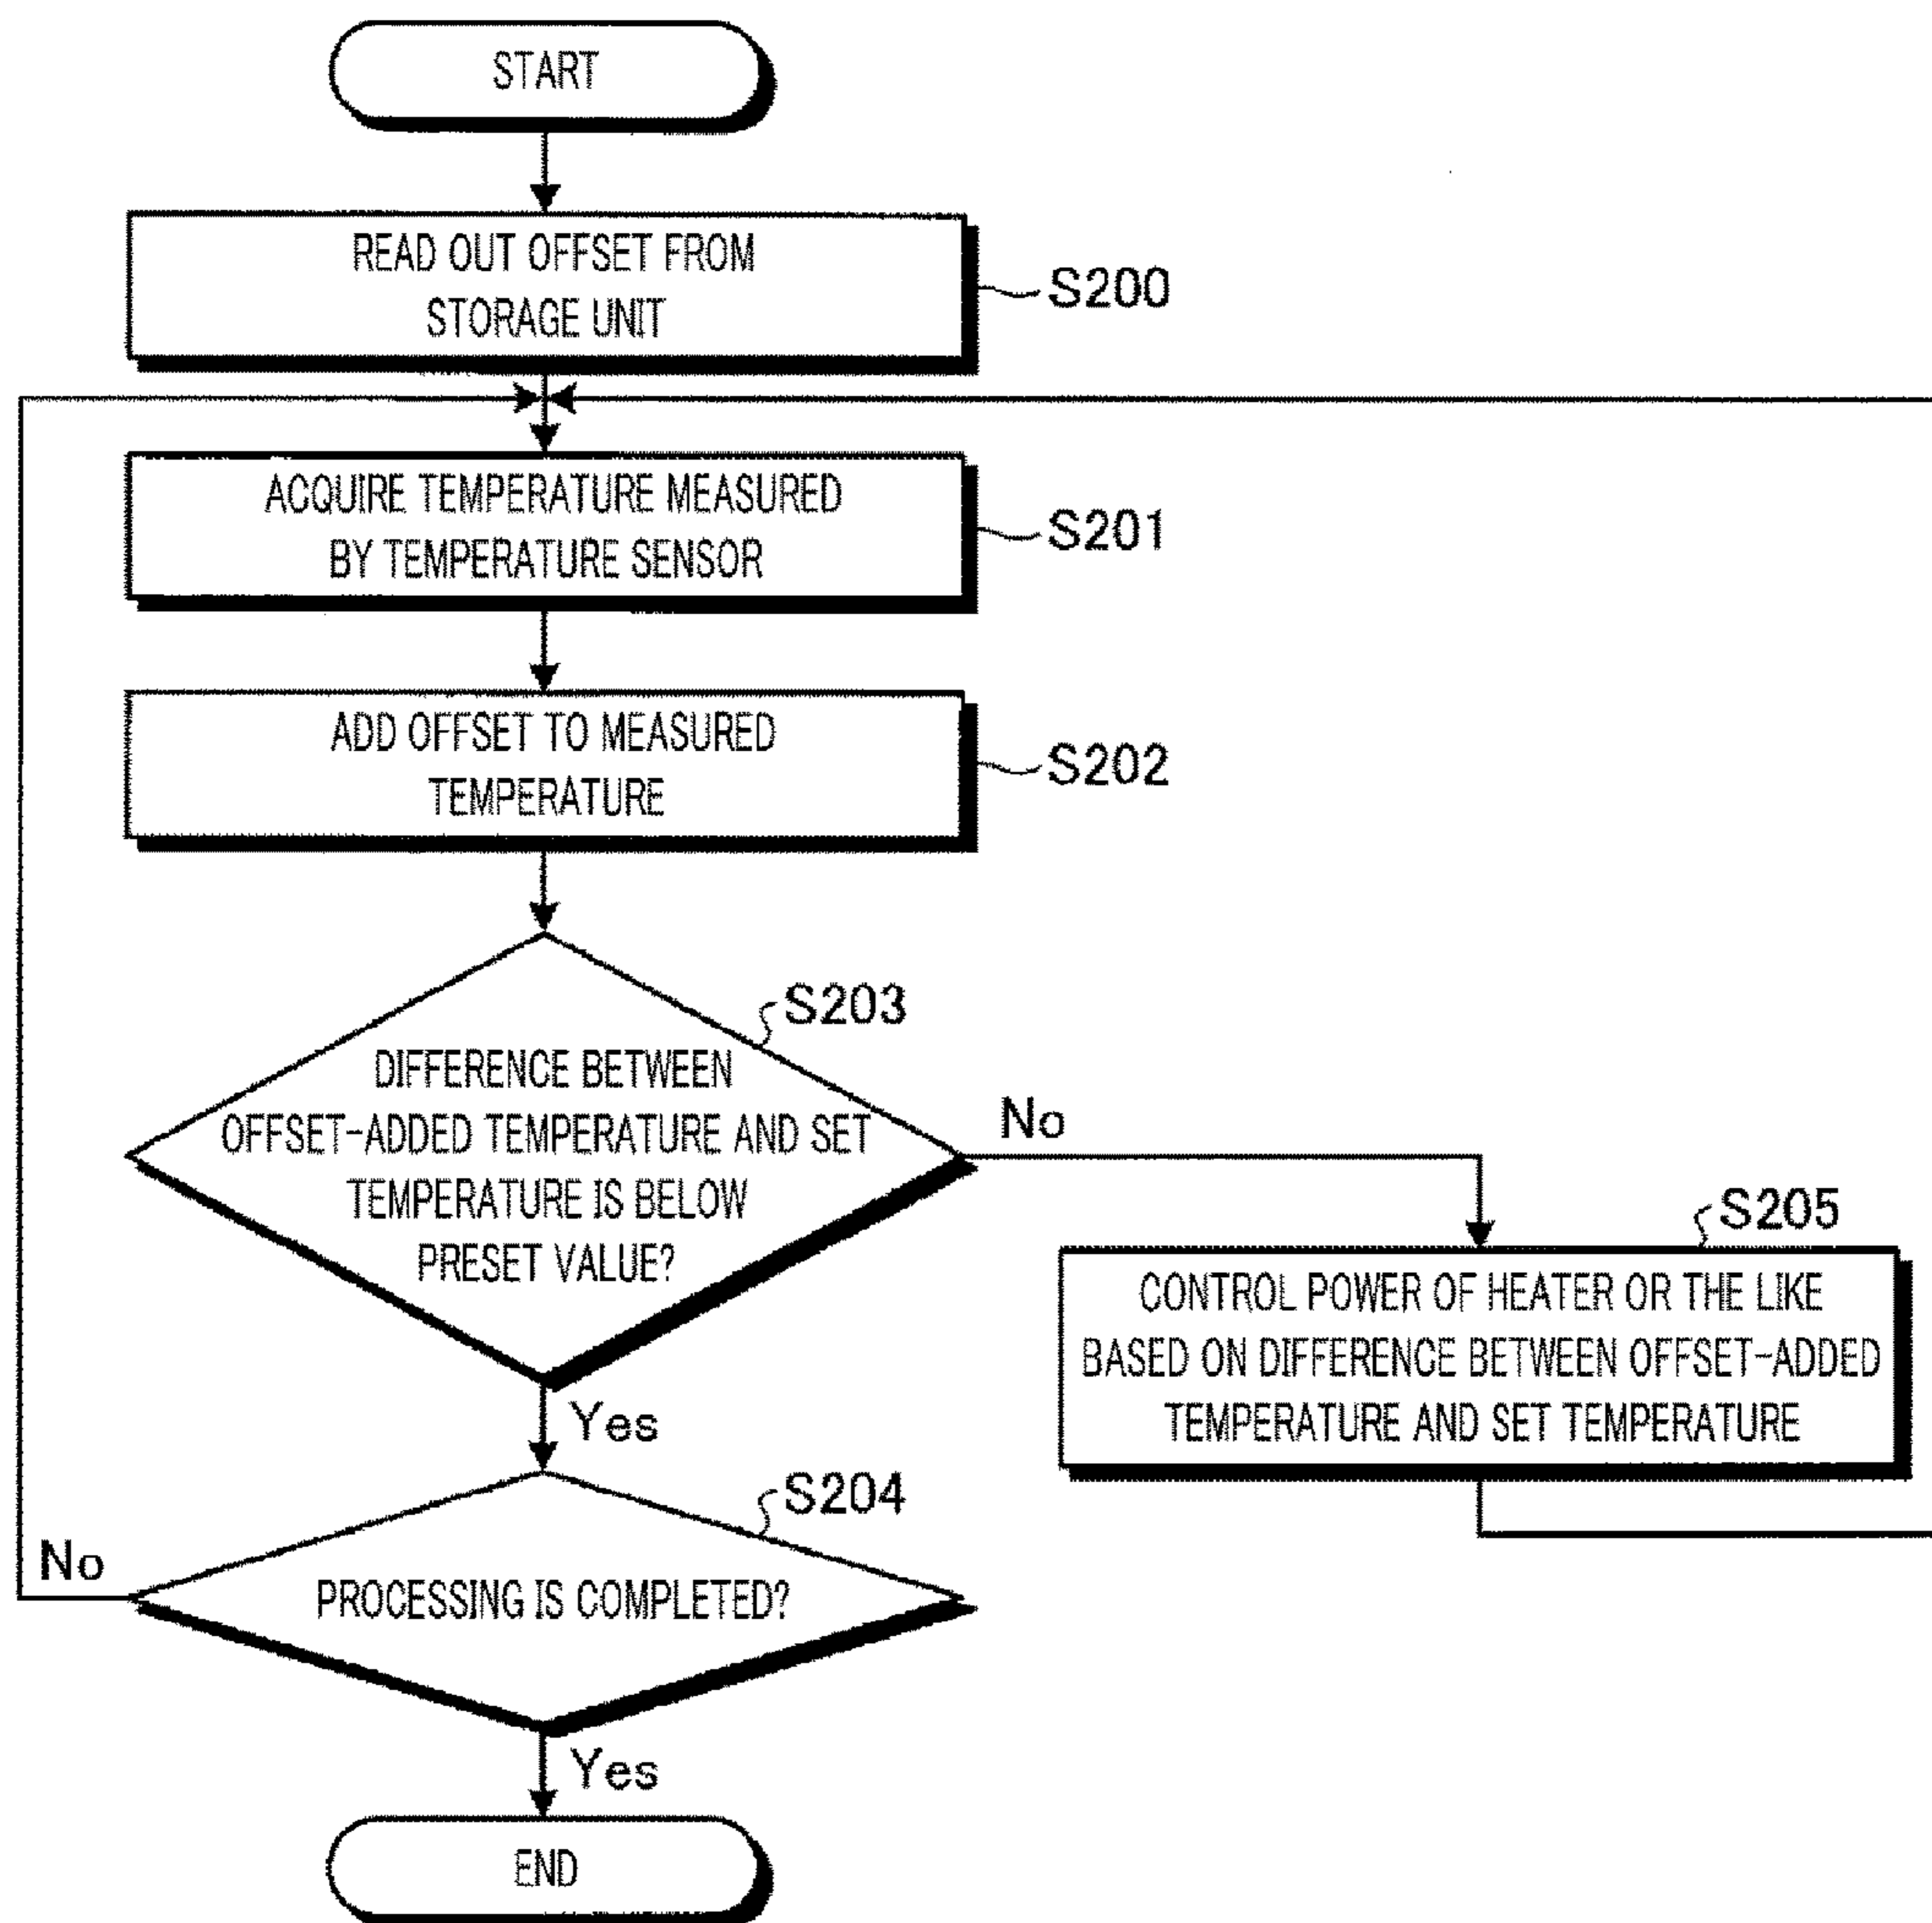 START
READ OUT OFFSET FROM
STORAGE UNIT
S200
ACQUIRE TEMPERATURE MEASURED
BY TEMPERATURE SENSOR
S201
ADD OFFSET TO MEASURED
TEMPERATURE
S202
S203
DIFFERENCE BETWEEN
OFFSET-ADDED TEMPERATURE AND SET
TEMPERATURE IS BELOW
PRESET VALUE?
No
S205
CONTROL POWER OF HEATER OR THE LIKE
BASED ON DIFFERENCE BETWEEN OFFSET-ADDED
TEMPERATURE AND SET TEMPERATURE
Yes
S204
No
PROCESSING IS COMPLETED?
Yes
END